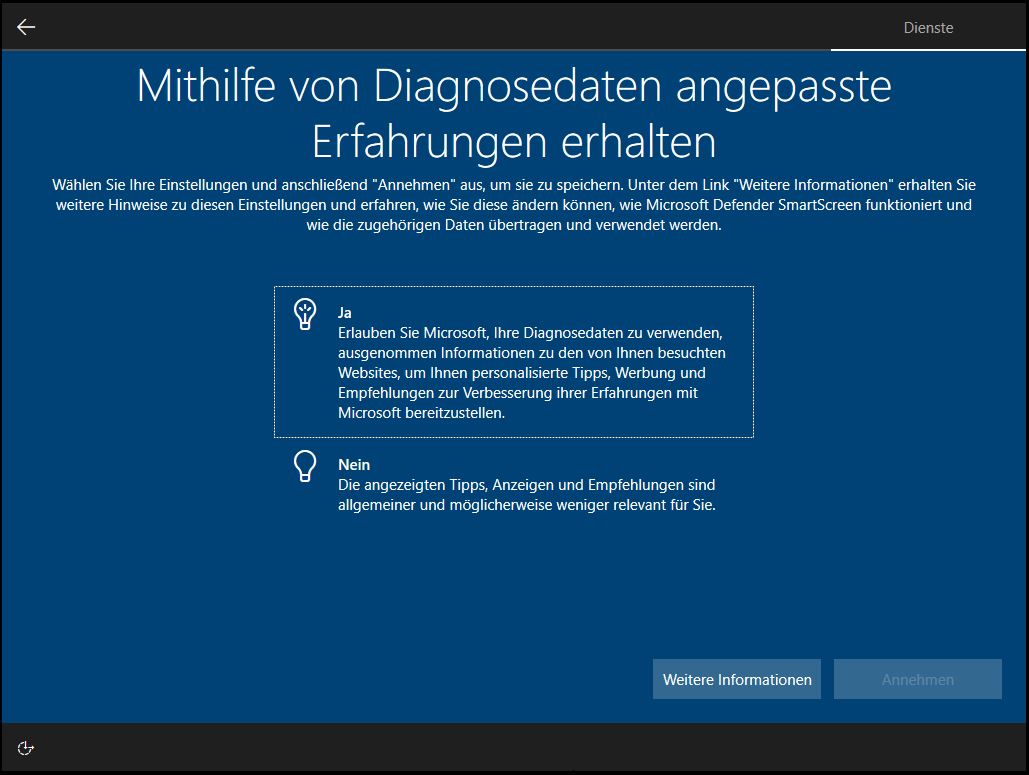 Dienste
Mithilfe von Diagnosedaten angepasste
Erfahrungen erhalten
Wählen Sie Ihre Einstellungen und anschließend "Annehmen" aus, um sie zu speichern. Unter dem Link "Weitere Informationen" erhalten Sie
weitere Hinweise zu diesen Einstellungen und erfahren, wie Sie diese ändern können, wie Microsoft Defender SmartScreen funktioniert und
wie die zugehörigen Daten übertragen und verwendet werden.
Ja
Erlauben Sie Microsoft, Ihre Diagnosedaten zu verwenden,
ausgenommen Informationen zu den von Ihnen besuchten
Websites, um Ihnen personalisierte Tipps, Werbung und
Empfehlungen zur Verbesserung ihrer Erfahrungen mit
Microsoft bereitzustellen.
Nein
Die angezeigten Tipps, Anzeigen und Empfehlungen sind
allgemeiner und möglicherweise weniger relevant für Sie.
Weitere Informationen
Annehmen